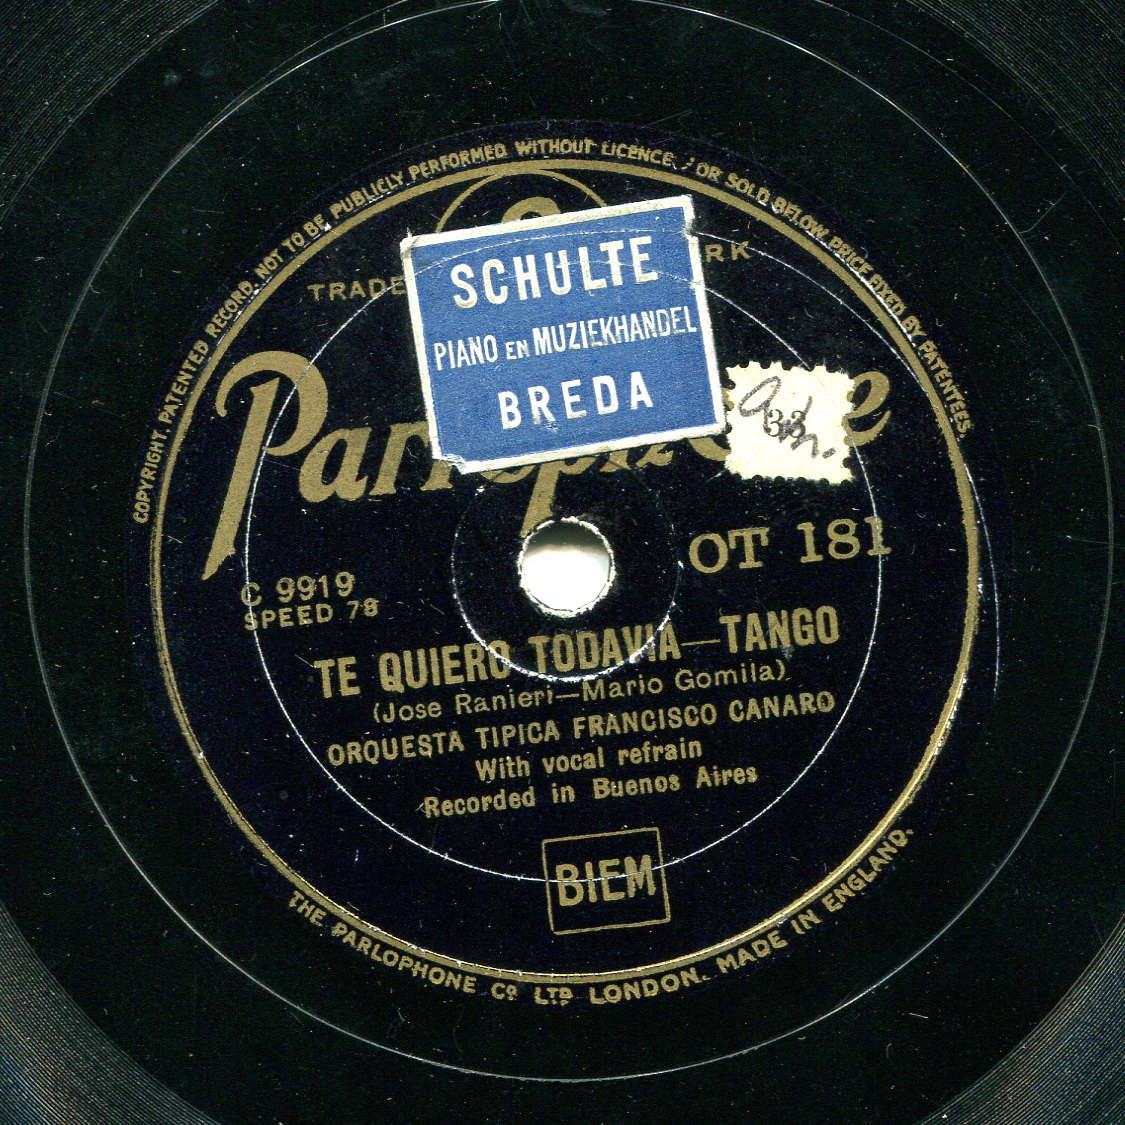 COPYRIGHT. PATENTED RECORD. NOT TO BE PUBLICLY PERFORMED WITHOUT LICENCE, OR SOLD BELOW PRICE FIXED BY PATENTEES.
TRADE
RK
SCHULTE
PIANO EN MUZIEKHANDEL
BREDA
33
OT 181
C 9919
SPEED 78
TE QUIERO TODAVIA—TANGO
(Jose Ranieri—Mario Gomila)
ORQUESTA TIPICA FRANCISCO CANARO
With vocal refrain
Recorded in Buenos Aires
BIEM
THE PARLOPHONE Co LTD LONDON. MADE IN ENGLAND.